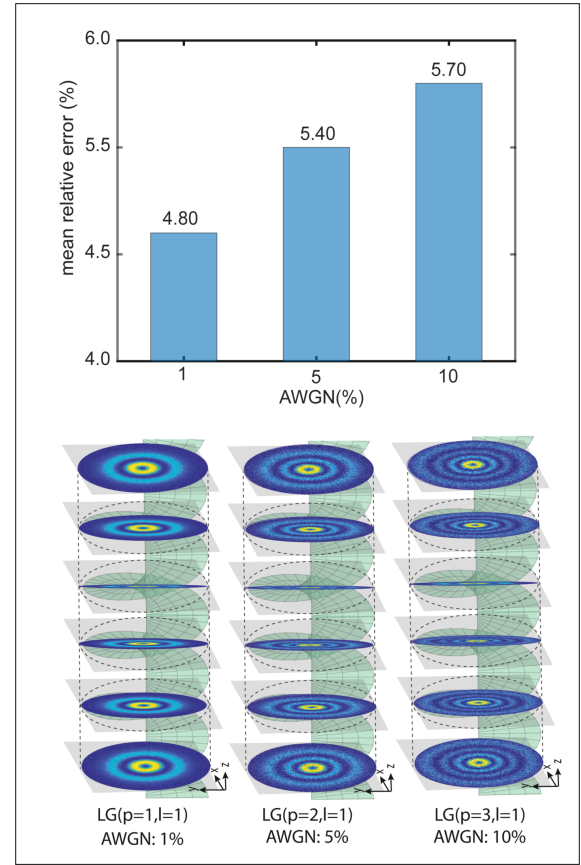 6.0
5.70
5.40
5.5
4.80
4.5
4.0
mean relative error (%)
1
5
10
AWGN(%)
x
y
z
x
y
z
x
y
z
LG(p=1,l=1)
AWGN: 1%
LG(p=2,l=1)
AWGN: 5%
LG(p=3,l=1)
AWGN: 10%